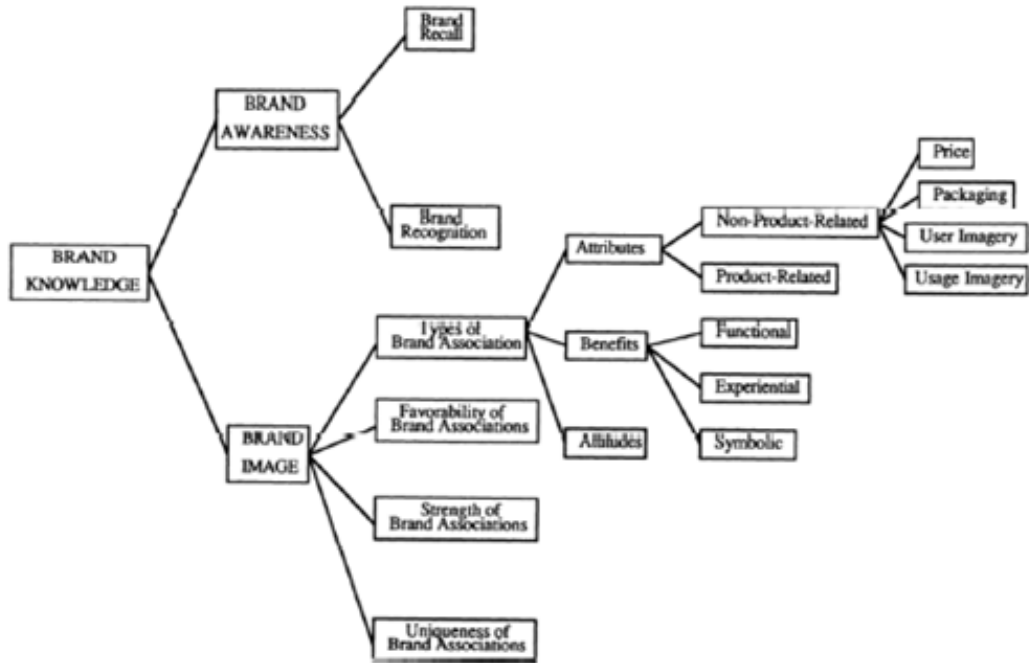 Brand
Recall
BRAND
AWARENESS
Brand
Recognition
BRAND
KNOWLEDGE
Types of
Brand Association
Favorability of
Brand Associations
BRAND
IMAGE
Strength of
Brand Associations
Uniqueness of
Brand Associations
Attributes
Benefits
Attitudes
Non-Product-Related
Product-Related
Functional
Experiential
Symbolic
Price
Packaging
User Imagery
Usage Imagery